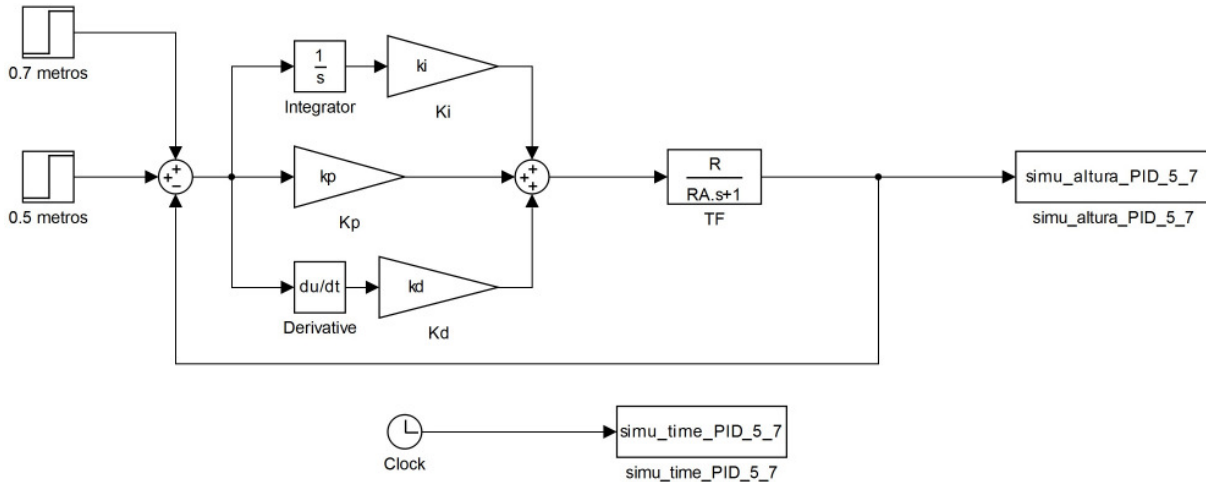 0.7 metros
0.5 metros
+
+
−
1
s
Integrator
ki
Ki
kp
Kp
du/dt
Derivative
kd
Kd
+
+
+
R
RA.s+1
TF
simu_altura_PID_5_7
simu_altura_PID_5_7
Clock
simu_time_PID_5_7
simu_time_PID_5_7